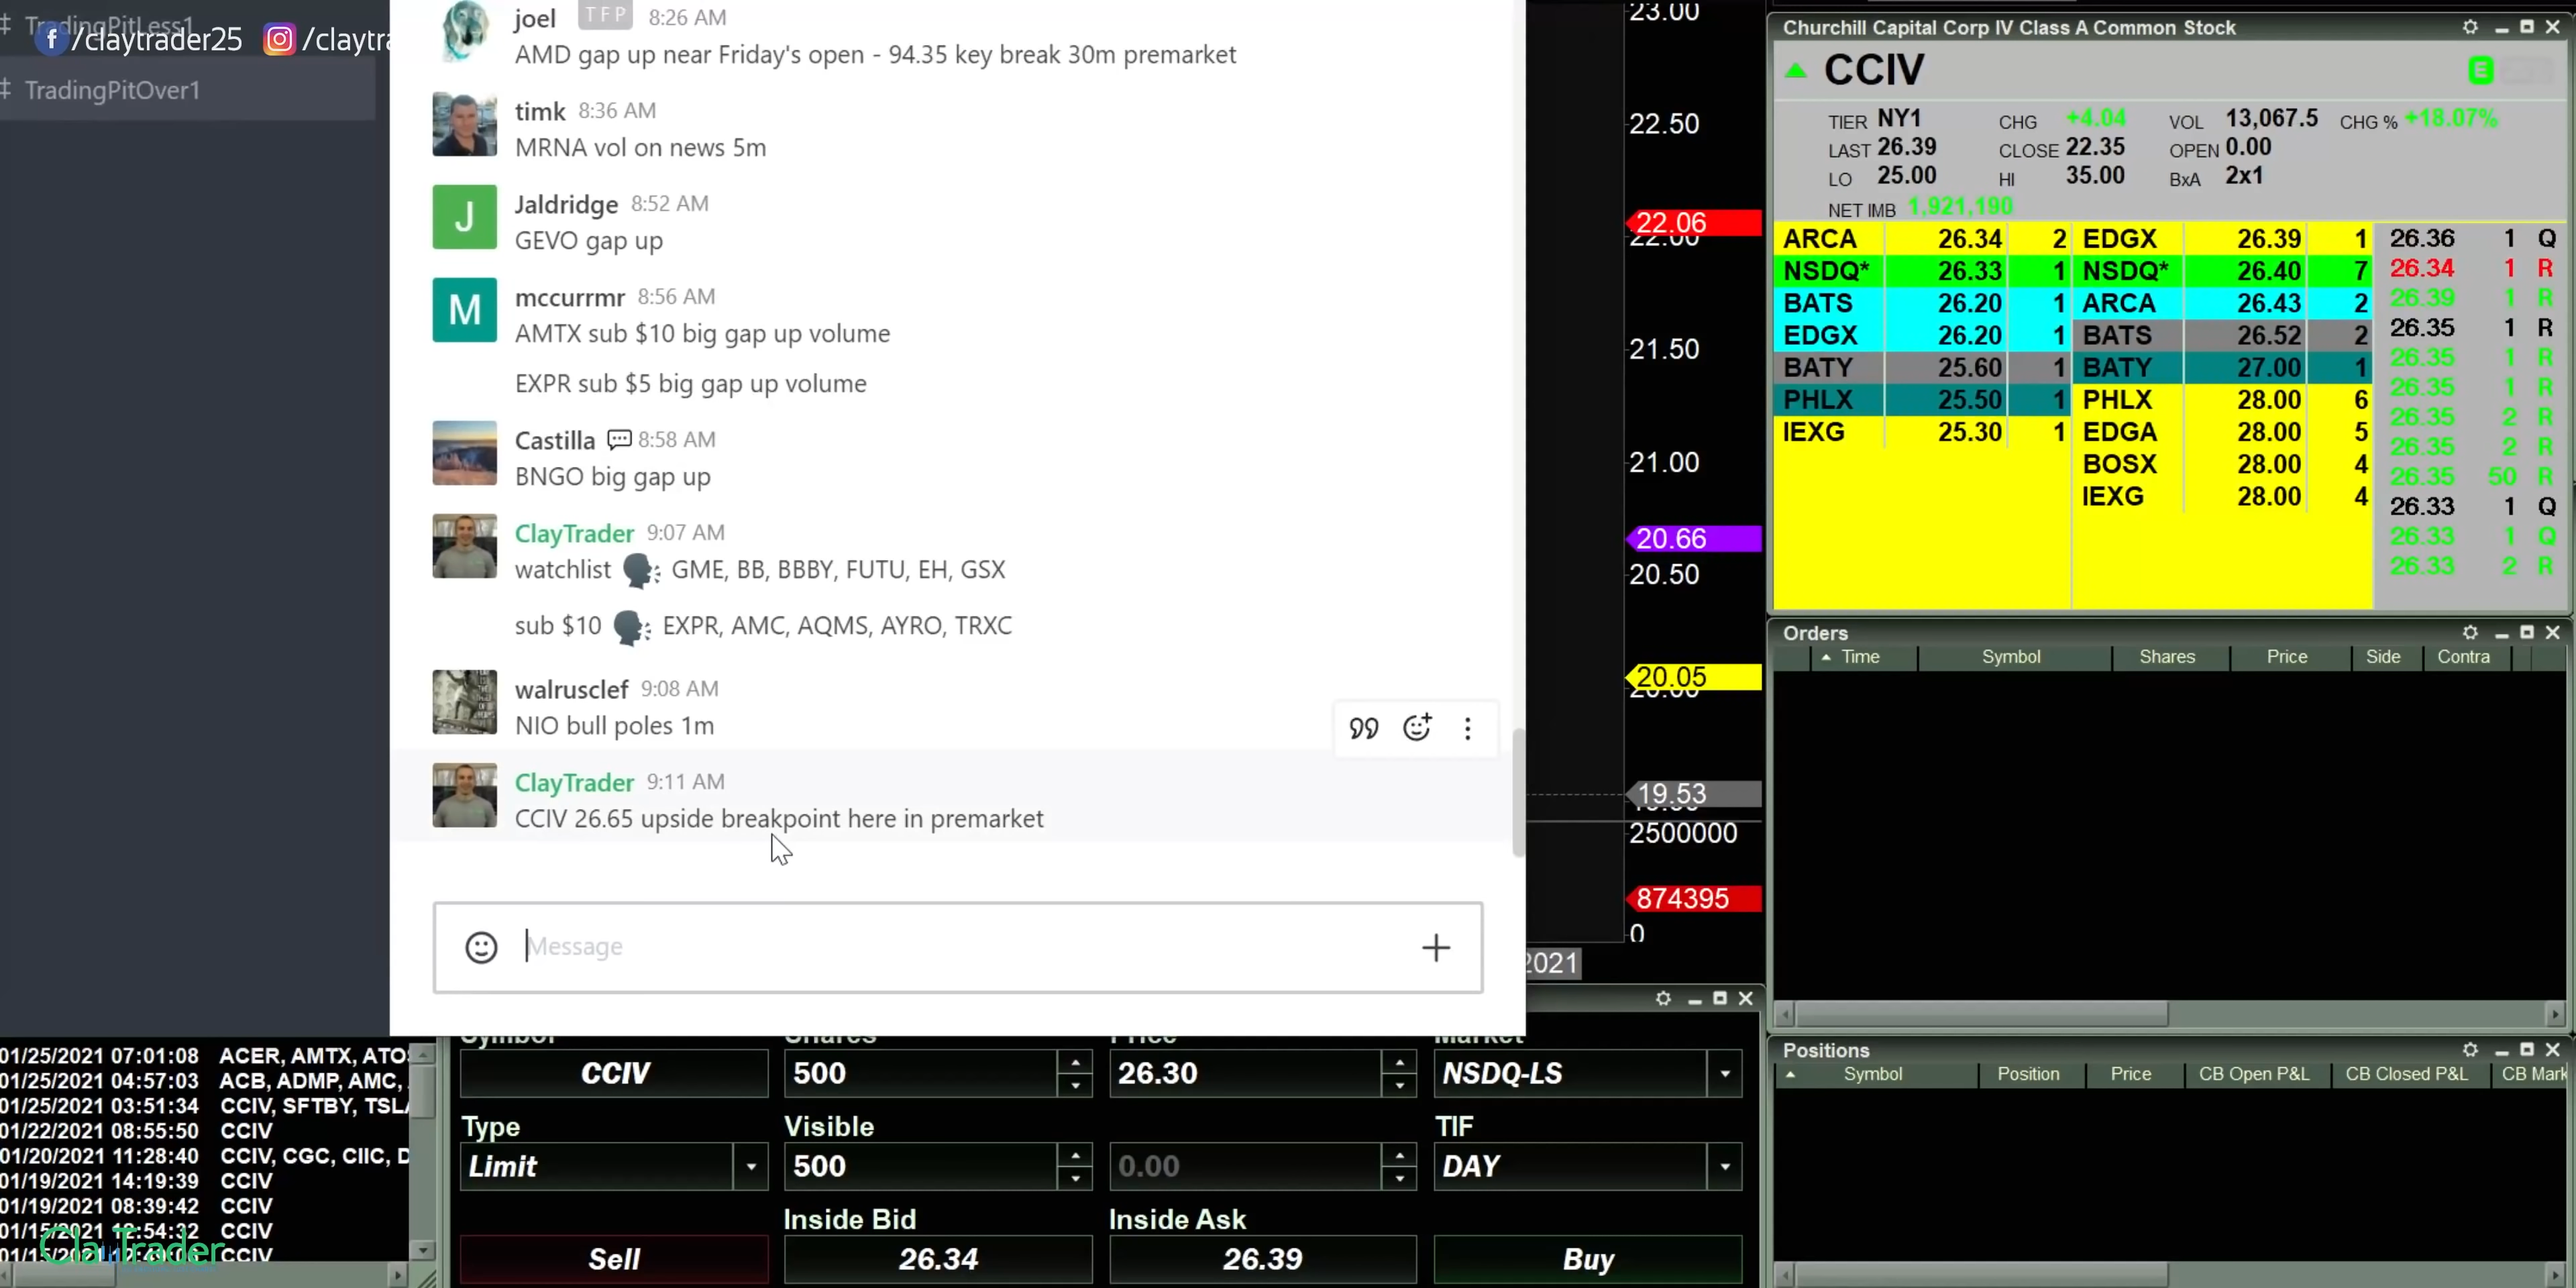 # TradingPitLess1
/claytrader25
# TradingPitOver1
joel TFP 8:26 AM
AMD gap up near Friday's open - 94.35 key break 30m premarket
timk 8:36 AM
MRNA vol on news 5m
J
Jaldridge 8:52 AM
GEVO gap up
M
mccurrmr 8:56 AM
AMTX sub $10 big gap up volume
EXPR sub $5 big gap up volume
Castilla 8:58 AM
BNGO big gap up
ClayTrader 9:07 AM
watchlist GME, BB, BBBY, FUTU, EH, GSX
sub $10 EXPR, AMC, AQMS, AYRO, TRXC
walrusclef 9:08 AM
NIO bull poles 1m
ClayTrader 9:11 AM
CCIV 26.65 upside breakpoint here in premarket
Message
23.00
22.50
22.06
22.00
21.50
21.00
20.66
20.50
20.05
19.53
2500000
874395
0
2021
Churchill Capital Corp IV Class A Common Stock
CCIV
E
TIER NY1 CHG +4.04 VOL 13,067.5 CHG % +18.07%
LAST 26.39 CLOSE 22.35 OPEN 0.00
LO 25.00 HI 35.00 BxA 2x1
NET IMB 1,921,190
ARCA 26.34 2 EDGX 26.39 1 26.36 1 Q
NSDQ* 26.33 1 NSDQ* 26.40 7 26.34 1 R
BATS 26.20 1 ARCA 26.43 2 26.39 1 R
EDGX 26.20 1 BATS 26.52 2 26.35 1 R
BATY 25.60 1 BATY 27.00 1 26.35 1 R
PHLX 25.50 1 PHLX 28.00 6 26.35 1 R
IEXG 25.30 1 EDGA 28.00 5 26.35 2 R
BOSX 28.00 4 26.35 2 R
IEXG 28.00 4 26.35 50 R
26.33 1 Q
26.33 1 Q
26.33 2 R
Orders
Time Symbol Shares Price Side Contra
Positions
Symbol Position Price CB Open P&L CB Closed P&L CB Mark
01/25/2021 07:01:08 ACER, AMTX, ATOS
01/25/2021 04:57:03 ACB, ADMP, AMC,
01/25/2021 03:51:34 CCIV, SFTBY, TSLA
01/22/2021 08:55:50 CCIV
01/20/2021 11:28:40 CCIV, CGC, CIIC, D
01/19/2021 14:19:39 CCIV
01/19/2021 08:39:42 CCIV
01/15/2021 12:54:32 CCIV
CCIV
ClayTrader
Symbol Shares Price Market
CCIV 500 26.30 NSDQ-LS
Type Visible TIF
Limit 500 0.00 DAY
Inside Bid Inside Ask
Sell 26.34 26.39 Buy